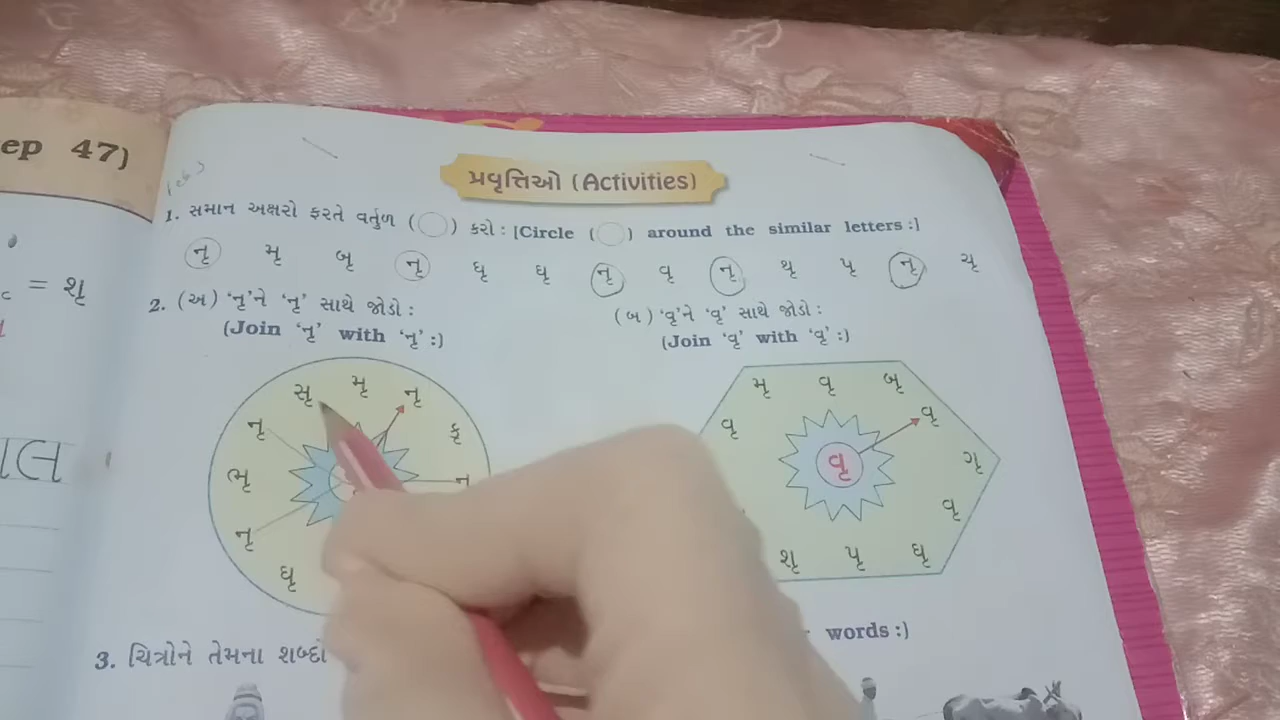 ep 47)
પ્રવૃત્તિઓ (Activities)
1. સમાન અક્ષરો ફરતે વર્તુળ ( ) કરો : [Circle ( ) around the similar letters :]
નૃ મૃ બૃ નૃ ઘૃ ધૃ નૃ વૃ નૃ થૃ પૃ નૃ ચૃ
= શૃ
2. (અ) ‘નૃ’ને ‘નૃ’ સાથે જોડો :
(Join ‘નૃ’ with ‘નૃ’ :)
(બ) ‘વૃ’ને ‘વૃ’ સાથે જોડો :
(Join ‘વૃ’ with ‘વૃ’ :)
સૃ મૃ નૃ
નૃ કૃ
ભૃ
નૃ
ઘૃ
મૃ વૃ બૃ
વૃ વૃ
વૃ ગૃ
વૃ
શૃ પૃ ઘૃ
લ
3. ચિત્રોને તેમના શબ્દો
words :)